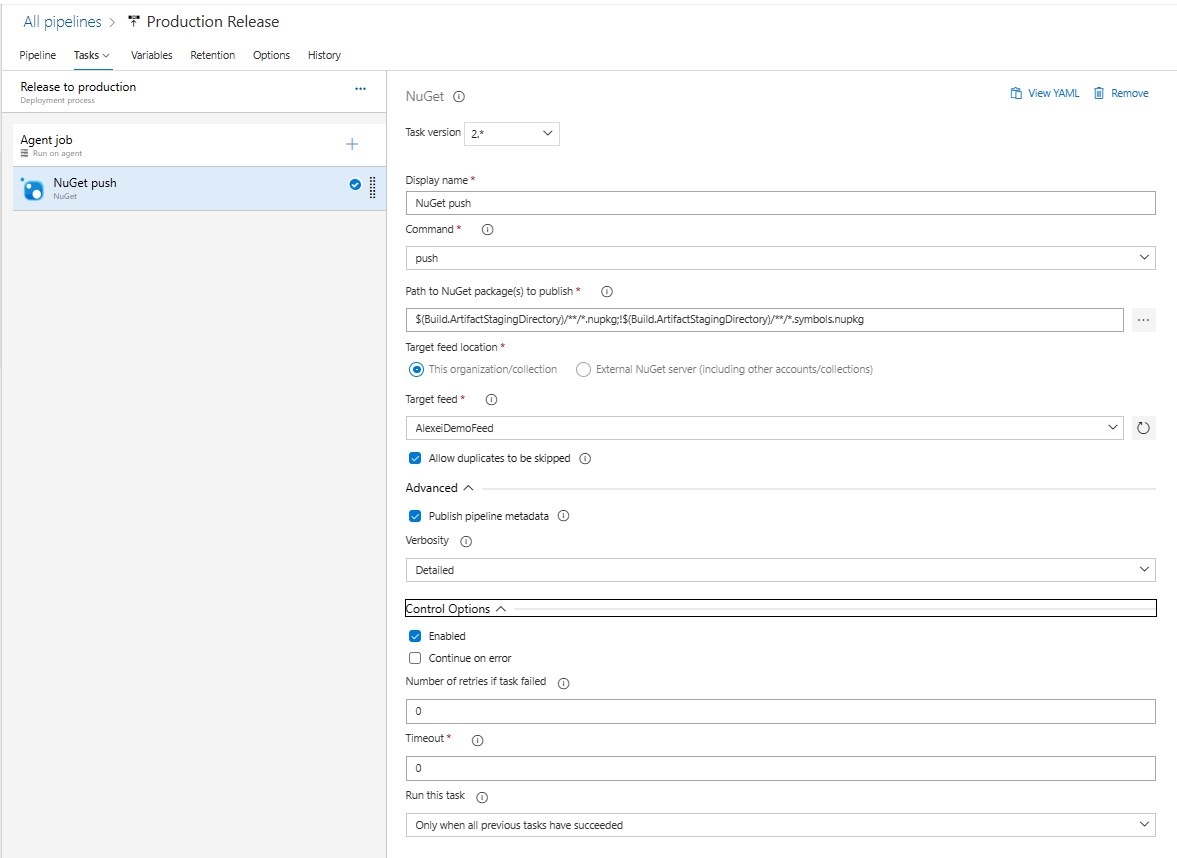 All pipelines > Production Release
Pipeline Tasks Variables Retention Options History
Release to production ...
Deployment process
Agent job +
Run on agent
NuGet push
NuGet
NuGet View YAML Remove
Task version 2.*
Display name *
NuGet push
Command *
push
Path to NuGet package(s) to publish *
$(Build.ArtifactStagingDirectory)/**/*.nupkg;!$(Build.ArtifactStagingDirectory)/**/*.symbols.nupkg ...
Target feed location *
This organization/collection External NuGet server (including other accounts/collections)
Target feed *
AlexeiDemoFeed
Allow duplicates to be skipped
Advanced
Publish pipeline metadata
Verbosity
Detailed
Control Options
Enabled
Continue on error
Number of retries if task failed
0
Timeout *
0
Run this task
Only when all previous tasks have succeeded